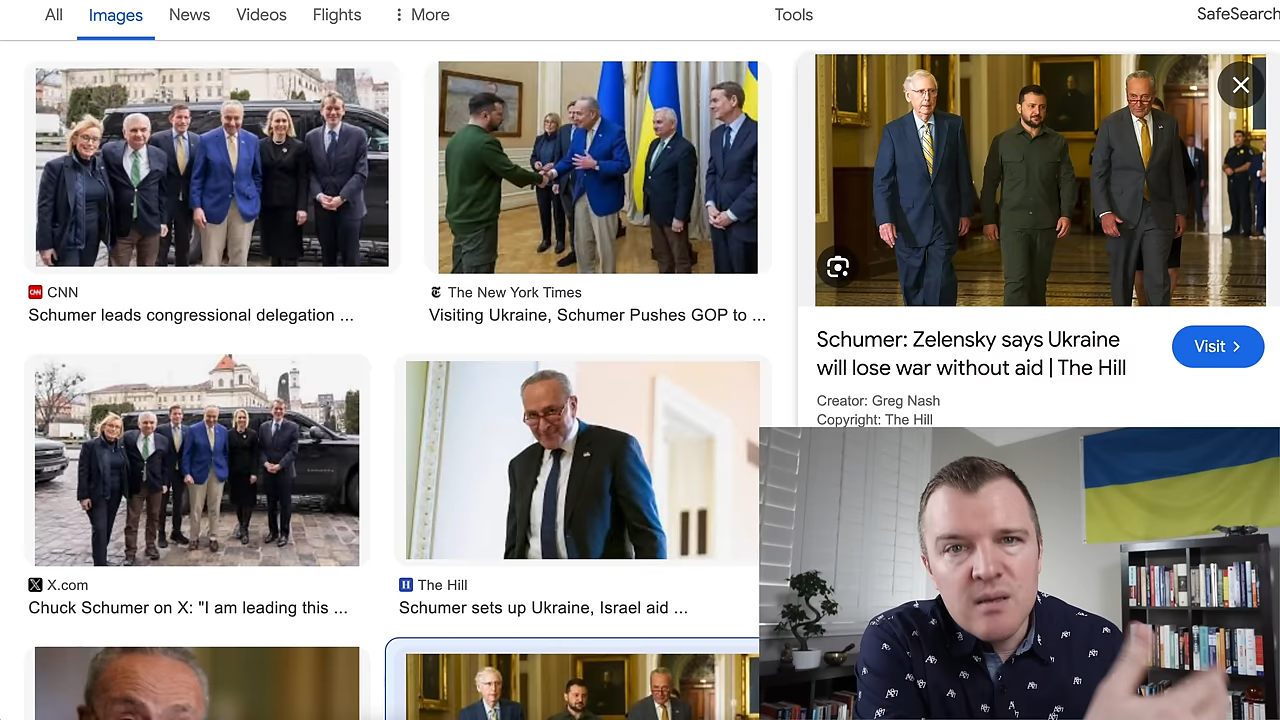 All
Images
News
Videos
Flights
More
Tools
SafeSearch
CNN
Schumer leads congressional delegation ...
The New York Times
Visiting Ukraine, Schumer Pushes GOP to ...
Schumer: Zelensky says Ukraine
will lose war without aid | The Hill
Visit
Creator: Greg Nash
Copyright: The Hill
X.com
Chuck Schumer on X: "I am leading this ...
The Hill
Schumer sets up Ukraine, Israel aid ...